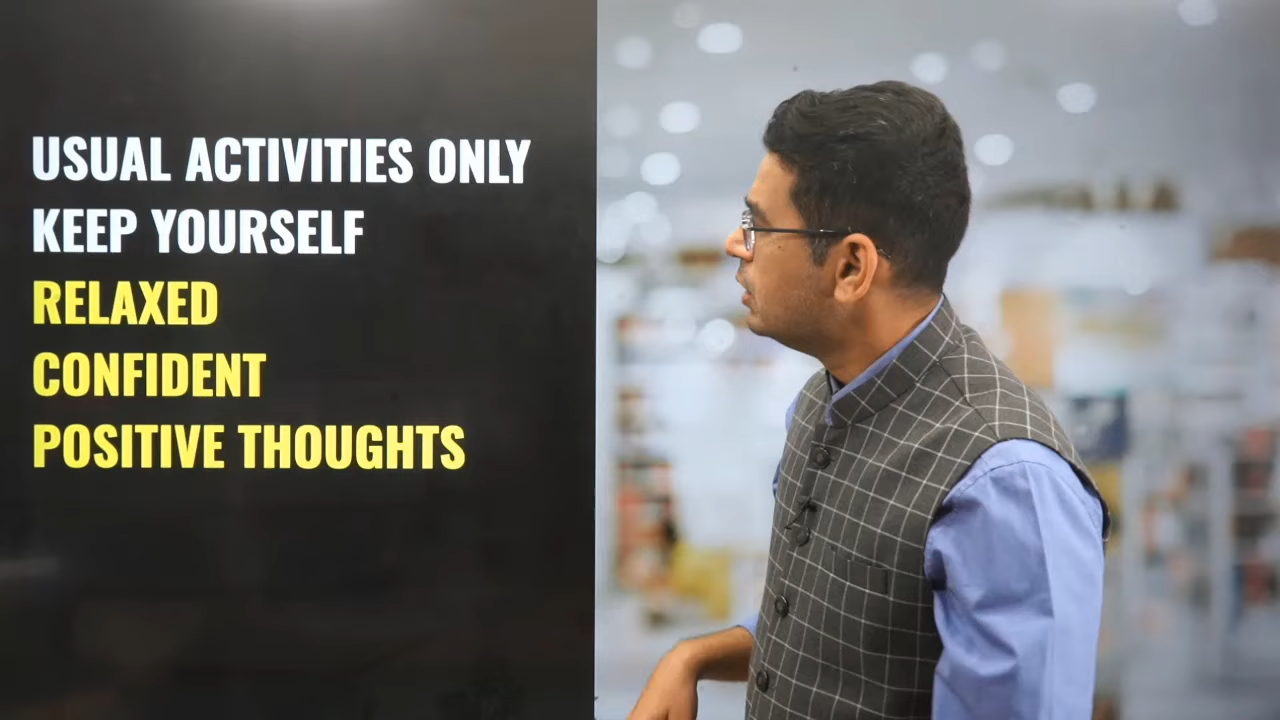 USUAL ACTIVITIES ONLY
KEEP YOURSELF
RELAXED
CONFIDENT
POSITIVE THOUGHTS